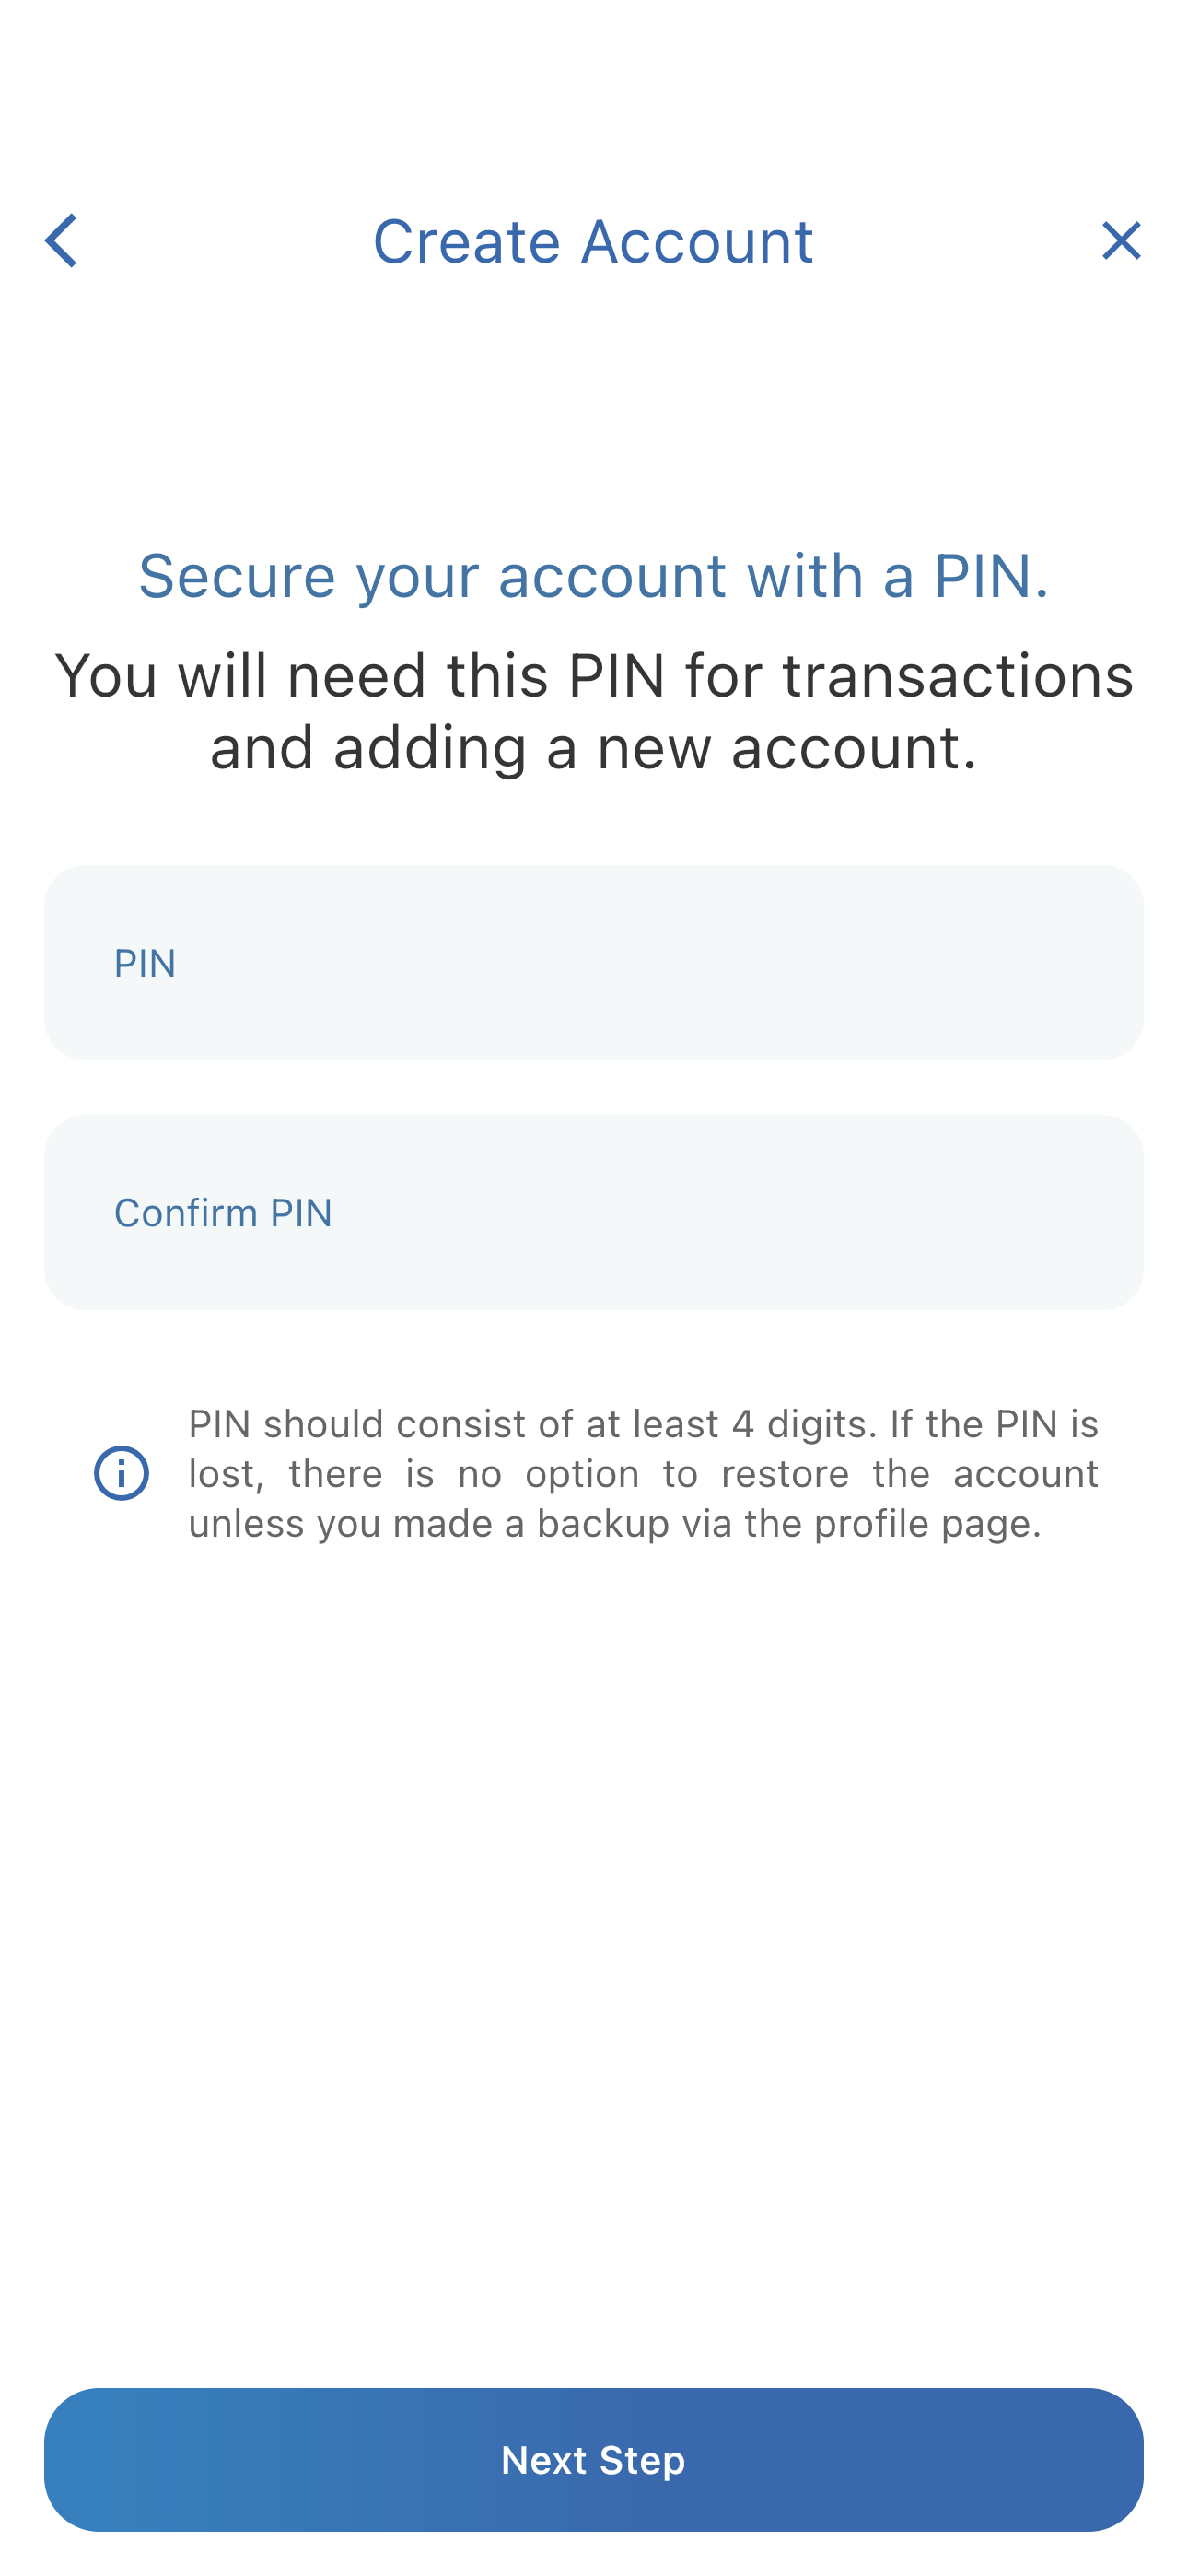 Create Account
Secure your account with a PIN.
You will need this PIN for transactions
and adding a new account.
PIN
Confirm PIN
PIN should consist of at least 4 digits. If the PIN is
lost, there is no option to restore the account
unless you made a backup via the profile page.
Next Step